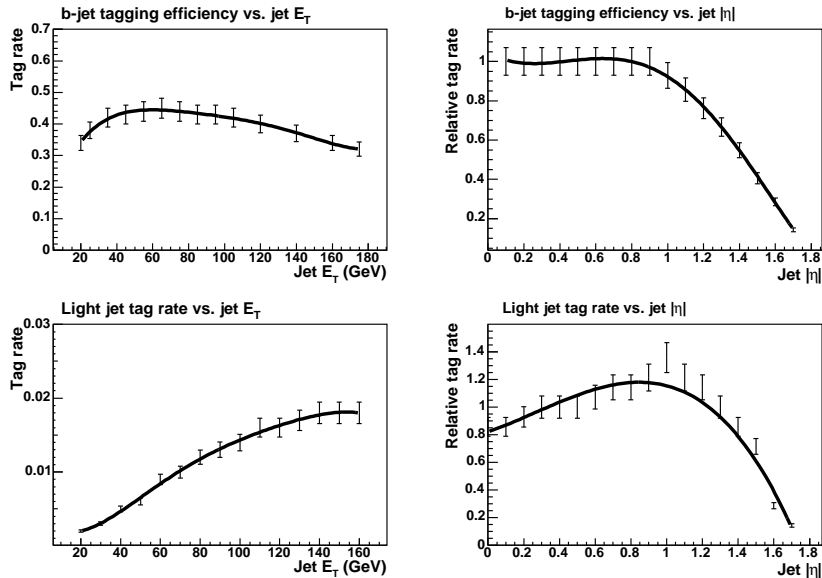 b-jet tagging efficiency vs. jet E_T
Tag rate
0.7
0.6
0.5
0.4
0.3
0.2
0.1
0
20 40 60 80 100 120 140 160 180
Jet E_T (GeV)
b-jet tagging efficiency vs. jet |η|
Relative tag rate
1
0.8
0.6
0.4
0.2
0 0.2 0.4 0.6 0.8 1 1.2 1.4 1.6 1.8
Jet |η|
Light jet tag rate vs. jet E_T
Tag rate
0.03
0.02
0.01
20 40 60 80 100 120 140 160
Jet E_T (GeV)
Light jet tag rate vs. jet |η|
Relative tag rate
1.4
1.2
1
0.8
0.6
0.4
0.2
0
0 0.2 0.4 0.6 0.8 1 1.2 1.4 1.6 1.8
Jet |η|